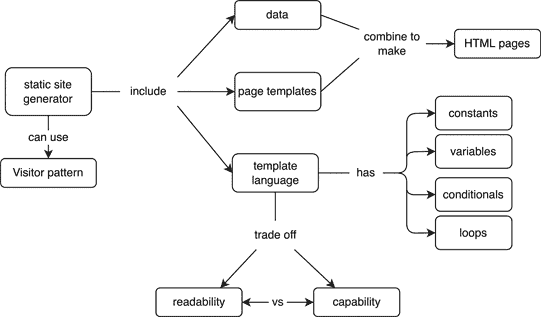 data
combine to
make
HTML pages
static site
generator
include
page templates
can use
Visitor pattern
template
language
has
constants
variables
conditionals
loops
trade off
readability
vs
capability